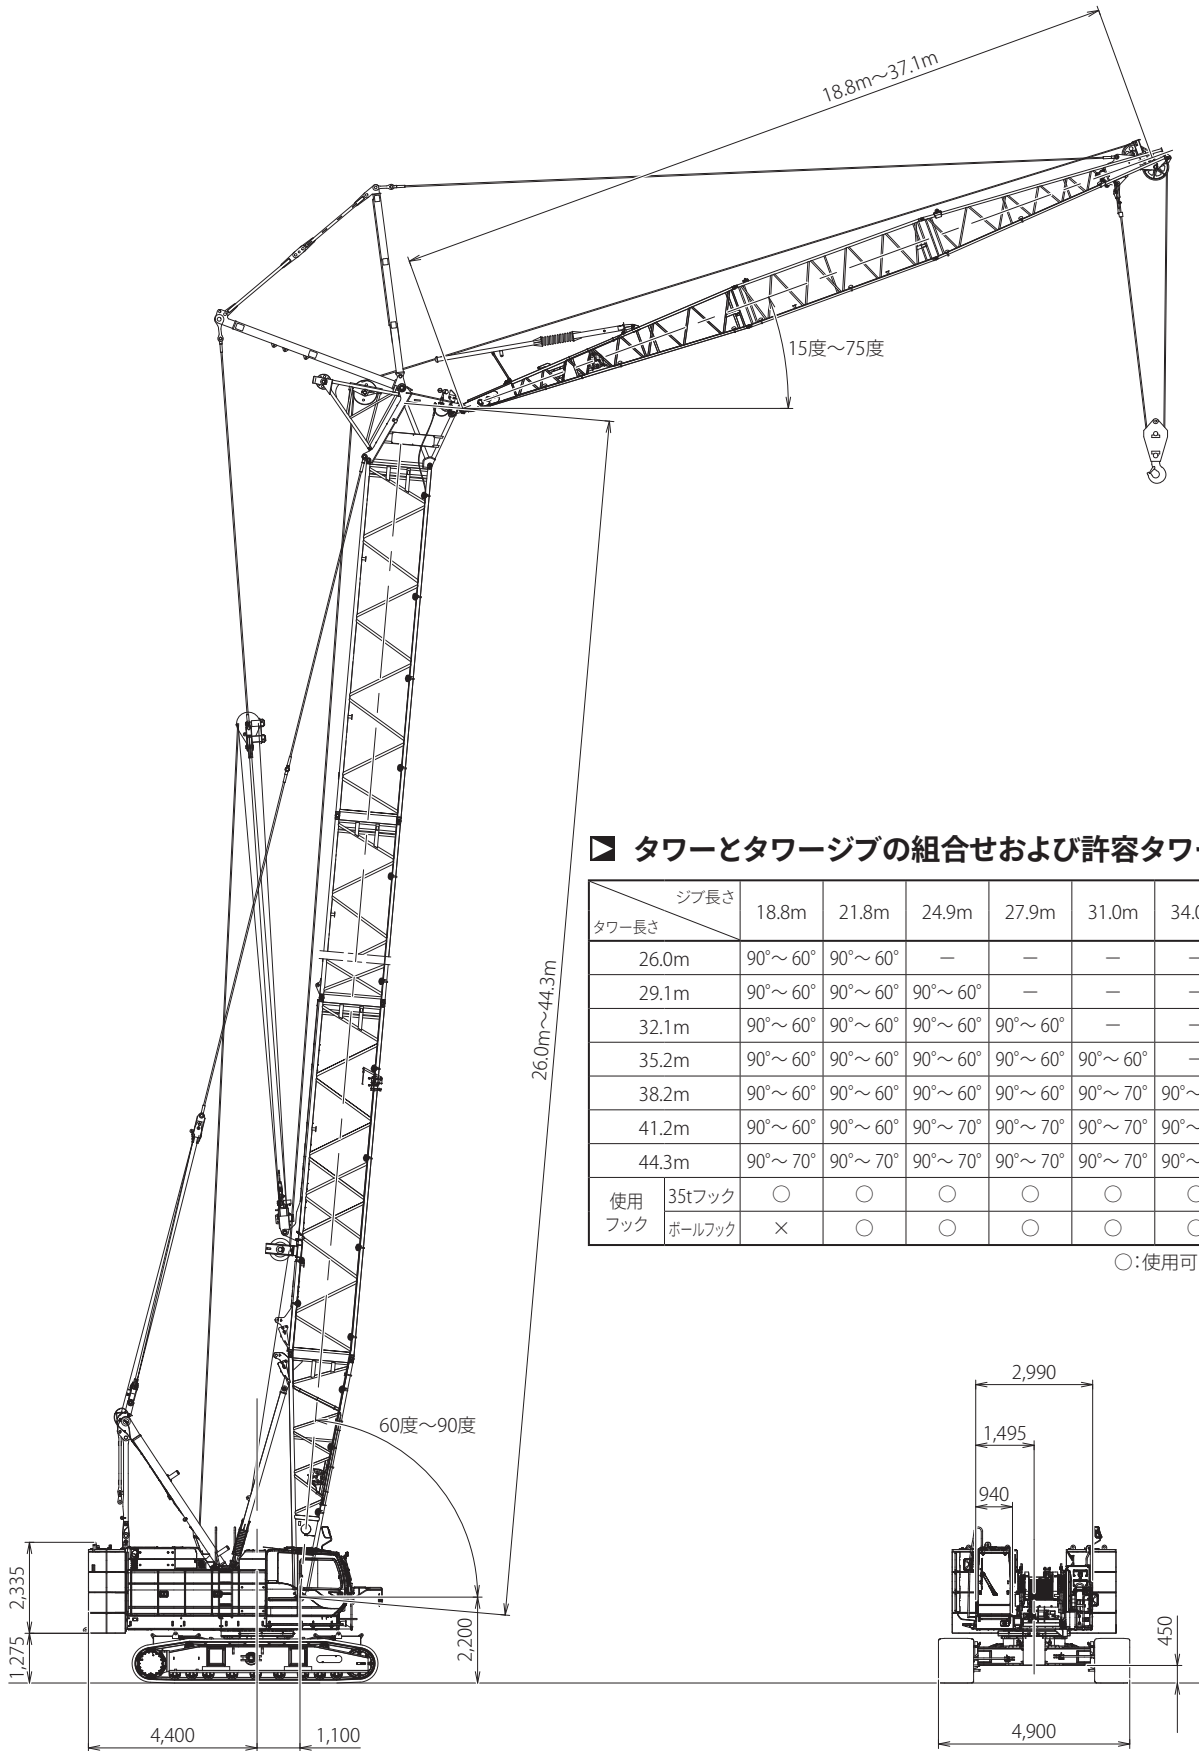 18.8m～37.1m
15度～75度
26.0m～44.3m
タワーとタワージブの組合せおよび許容タワ
ジブ長さ
タワー長さ
18.8m 21.8m 24.9m 27.9m 31.0m 34.0
26.0m 90°～60° 90°～60° － － － －
29.1m 90°～60° 90°～60° 90°～60° － － －
32.1m 90°～60° 90°～60° 90°～60° 90°～60° － －
35.2m 90°～60° 90°～60° 90°～60° 90°～60° 90°～60° －
38.2m 90°～60° 90°～60° 90°～60° 90°～60° 90°～70° 90°～
41.2m 90°～60° 90°～60° 90°～70° 90°～70° 90°～70° 90°～
44.3m 90°～70° 90°～70° 90°～70° 90°～70° 90°～70° 90°～
使用フック 35tフック ○ ○ ○ ○ ○ ○
ボールフック × ○ ○ ○ ○ ○
○：使用可
60度～90度
2,335
1,275
2,200
4,400
1,100
2,990
1,495
940
450
4,900